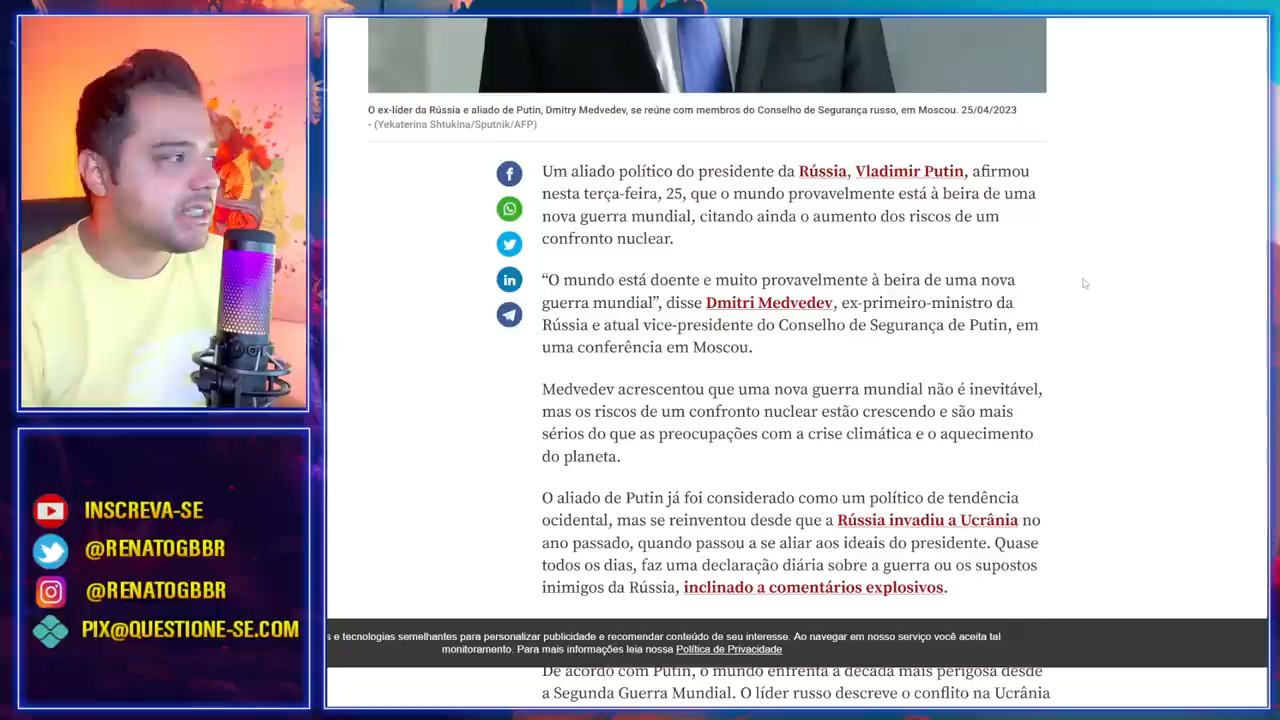 O ex-líder da Rússia e aliado de Putin, Dmitry Medvedev, se reúne com membros do Conselho de Segurança russo, em Moscou. 25/04/2023
- (Yekaterina Shtukina/Sputnik/AFP)
Um aliado político do presidente da Rússia, Vladimir Putin, afirmou
nesta terça-feira, 25, que o mundo provavelmente está à beira de uma
nova guerra mundial, citando ainda o aumento dos riscos de um
confronto nuclear.
“O mundo está doente e muito provavelmente à beira de uma nova
guerra mundial”, disse Dmitri Medvedev, ex-primeiro-ministro da
Rússia e atual vice-presidente do Conselho de Segurança de Putin, em
uma conferência em Moscou.
Medvedev acrescentou que uma nova guerra mundial não é inevitável,
mas os riscos de um confronto nuclear estão crescendo e são mais
sérios do que as preocupações com a crise climática e o aquecimento
do planeta.
O aliado de Putin já foi considerado como um político de tendência
ocidental, mas se reinventou desde que a Rússia invadiu a Ucrânia no
ano passado, quando passou a se aliar aos ideais do presidente. Quase
todos os dias, faz uma declaração diária sobre a guerra ou os supostos
inimigos da Rússia, inclinado a comentários explosivos.
s e tecnologias semelhantes para personalizar publicidade e recomendar conteúdo de seu interesse. Ao navegar em nosso serviço você aceita tal
monitoramento. Para mais informações leia nossa Política de Privacidade
De acordo com Putin, o mundo enfrenta a década mais perigosa desde
a Segunda Guerra Mundial. O líder russo descreve o conflito na Ucrânia
INSCREVA-SE
@RENATOGBBR
@RENATOGBBR
PIX@QUESTIONE-SE.COM